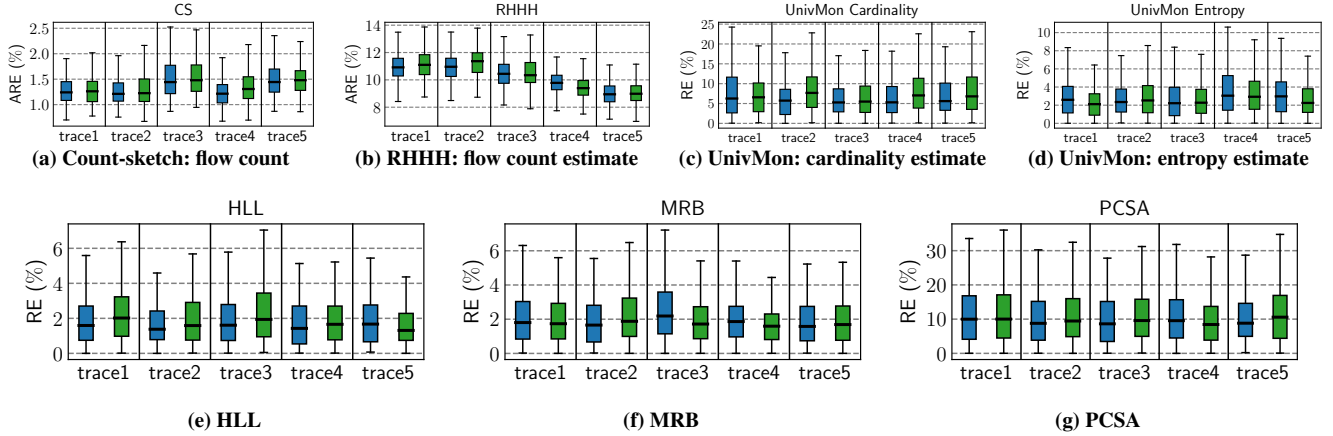 CS
ARE (%)
2.5
2.0
1.5
1.0
trace1 trace2 trace3 trace4 trace5
(a) Count-sketch: flow count
RHHH
ARE (%)
14
12
10
8
trace1 trace2 trace3 trace4 trace5
(b) RHHH: flow count estimate
UnivMon Cardinality
RE (%)
25
20
15
10
5
0
trace1 trace2 trace3 trace4 trace5
(c) UnivMon: cardinality estimate
UnivMon Entropy
RE (%)
10
8
6
4
2
0
trace1 trace2 trace3 trace4 trace5
(d) UnivMon: entropy estimate
HLL
RE (%)
6
4
2
0
trace1 trace2 trace3 trace4 trace5
(e) HLL
MRB
RE (%)
6
4
2
0
trace1 trace2 trace3 trace4 trace5
(f) MRB
PCSA
RE (%)
30
20
10
0
trace1 trace2 trace3 trace4 trace5
(g) PCSA